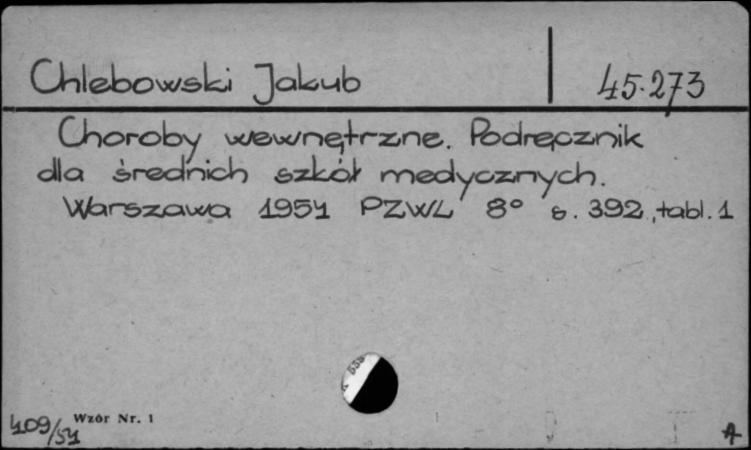 Chlebowski Jakub
45.273
Choroby wewnętrzne. Podręcznik
dla średnich szkół medycznych.
Warszawa 1951 PZWL 8° s. 392, tabl. 1
Wzór Nr. 1
409/51
A